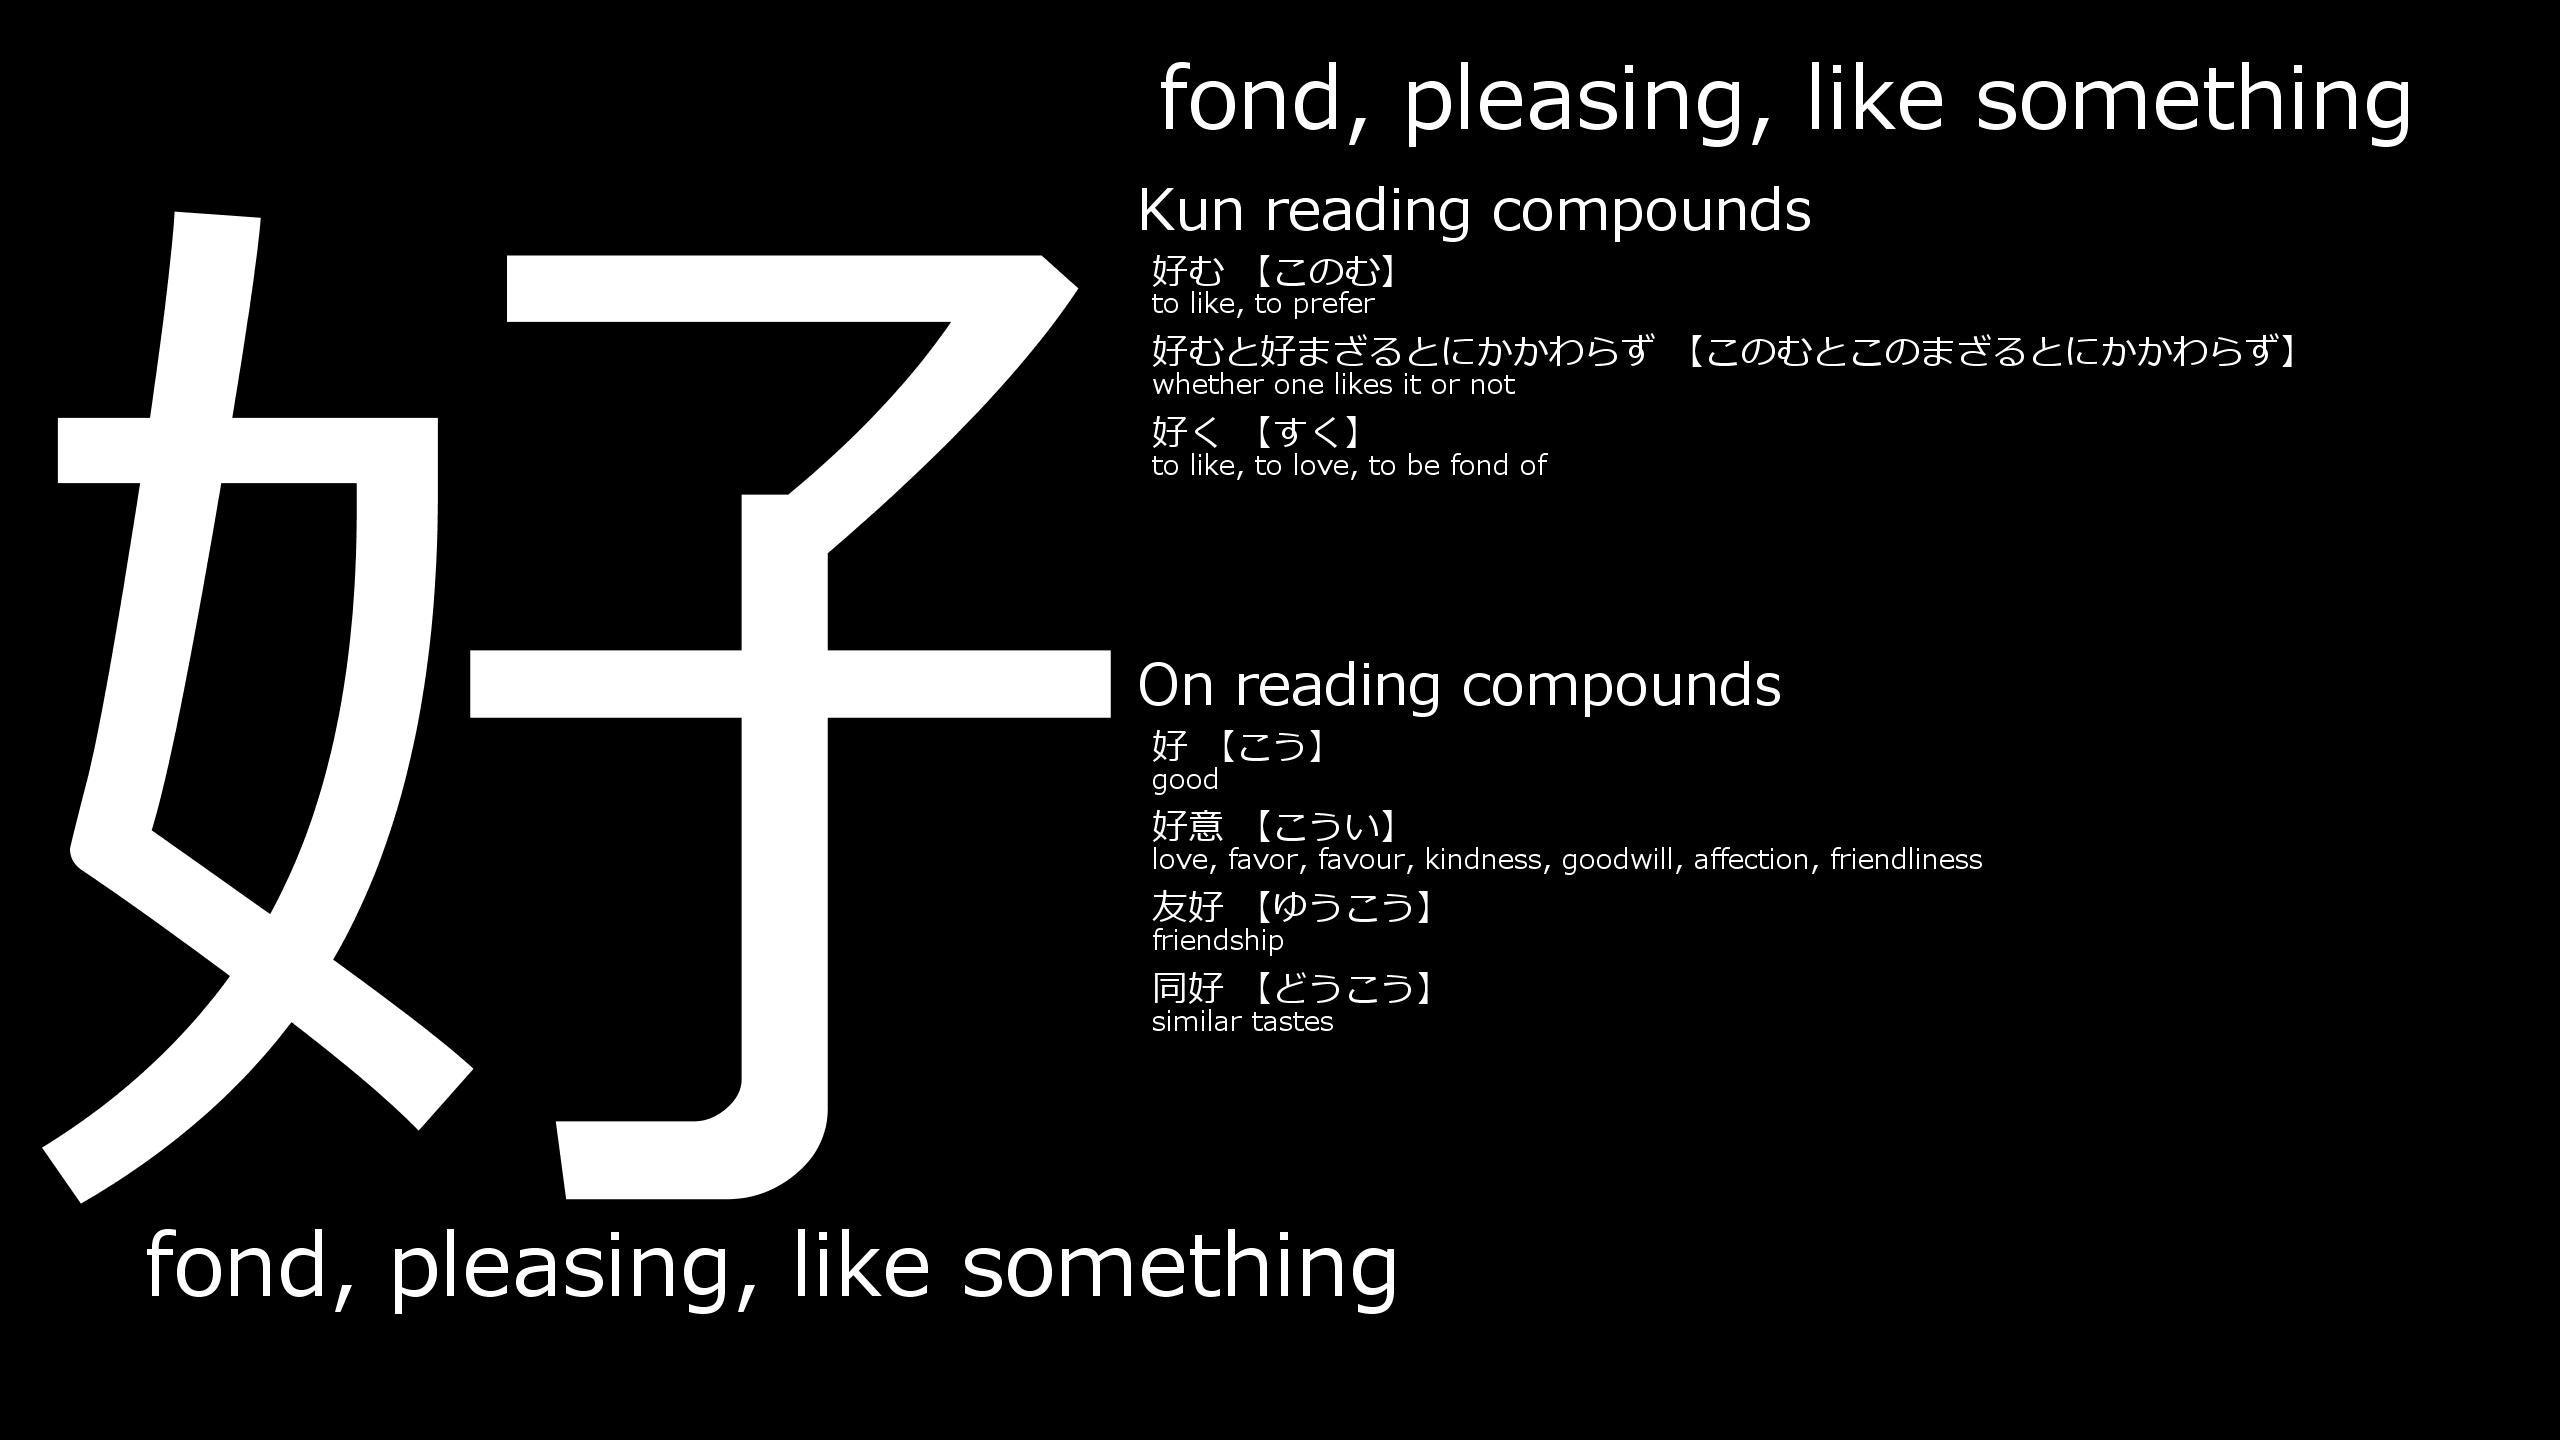 好
fond, pleasing, like something
fond, pleasing, like something
Kun reading compounds
好む 【このむ】
to like, to prefer
好むと好まざるとにかかわらず 【このむとこのまざるとにかかわらず】
whether one likes it or not
好く 【すく】
to like, to love, to be fond of
On reading compounds
好 【こう】
good
好意 【こうい】
love, favor, favour, kindness, goodwill, affection, friendliness
友好 【ゆうこう】
friendship
同好 【どうこう】
similar tastes